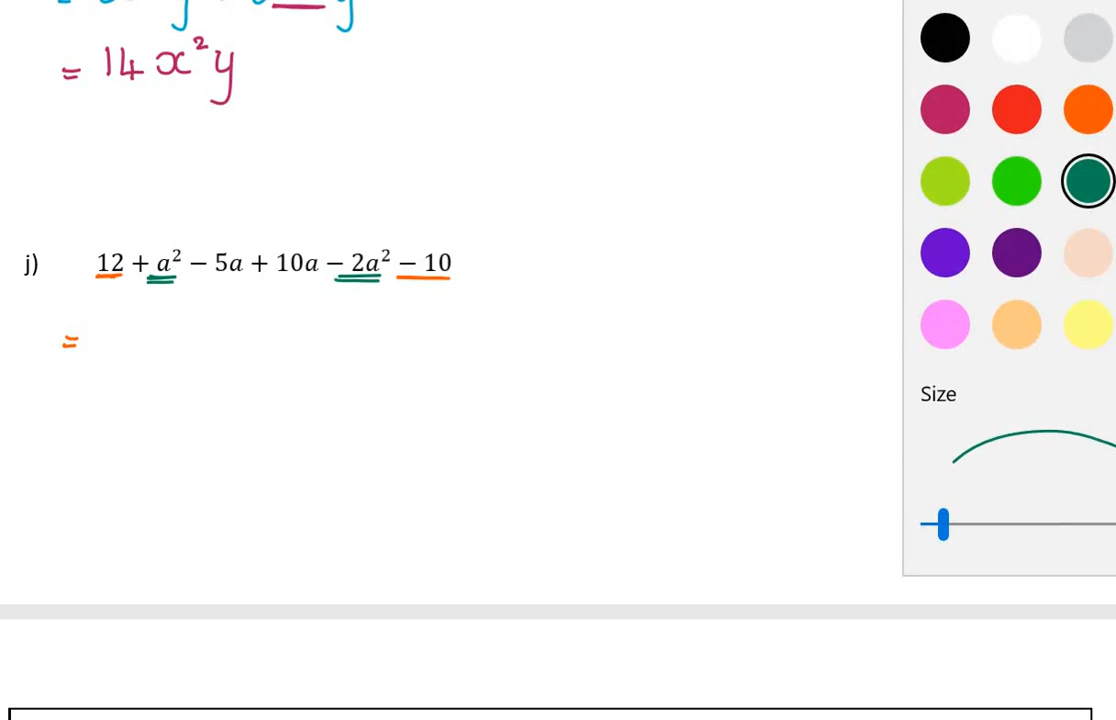 = 14x²y
j) 12 + a² − 5a + 10a − 2a² − 10
=
Size